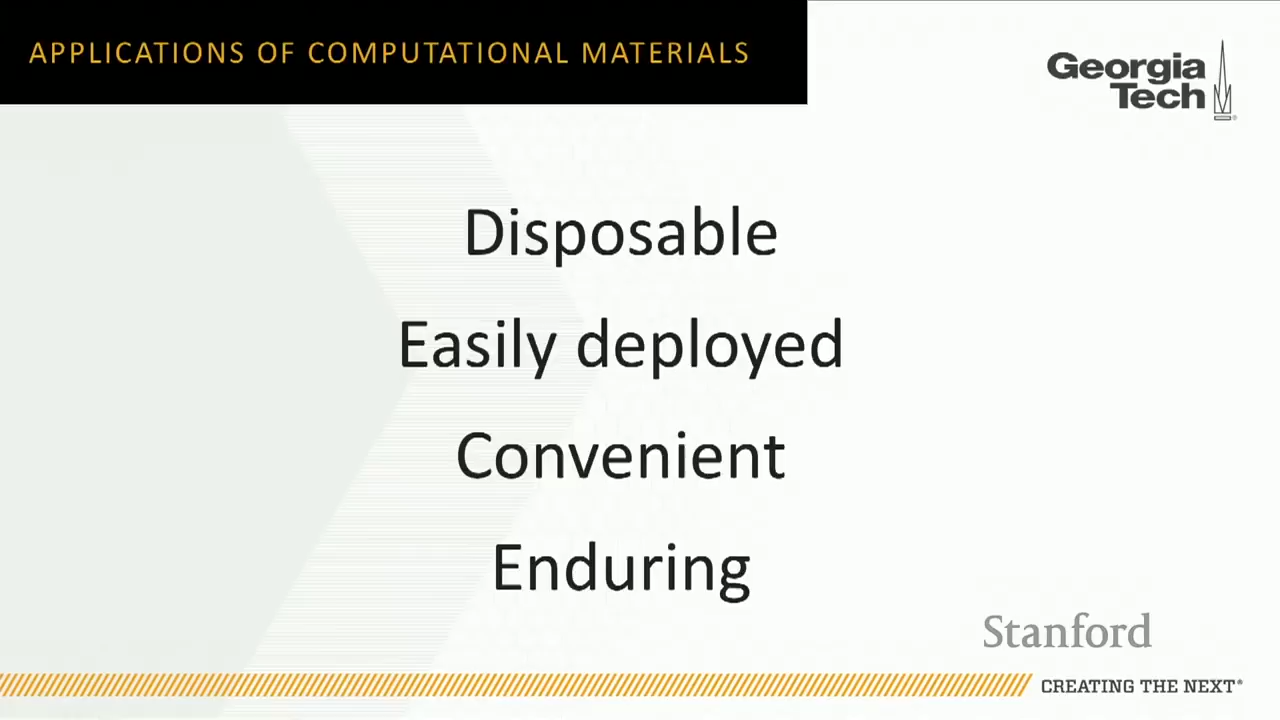 APPLICATIONS OF COMPUTATIONAL MATERIALS
Georgia
Tech
Disposable
Easily deployed
Convenient
Enduring
Stanford
CREATING THE NEXT®